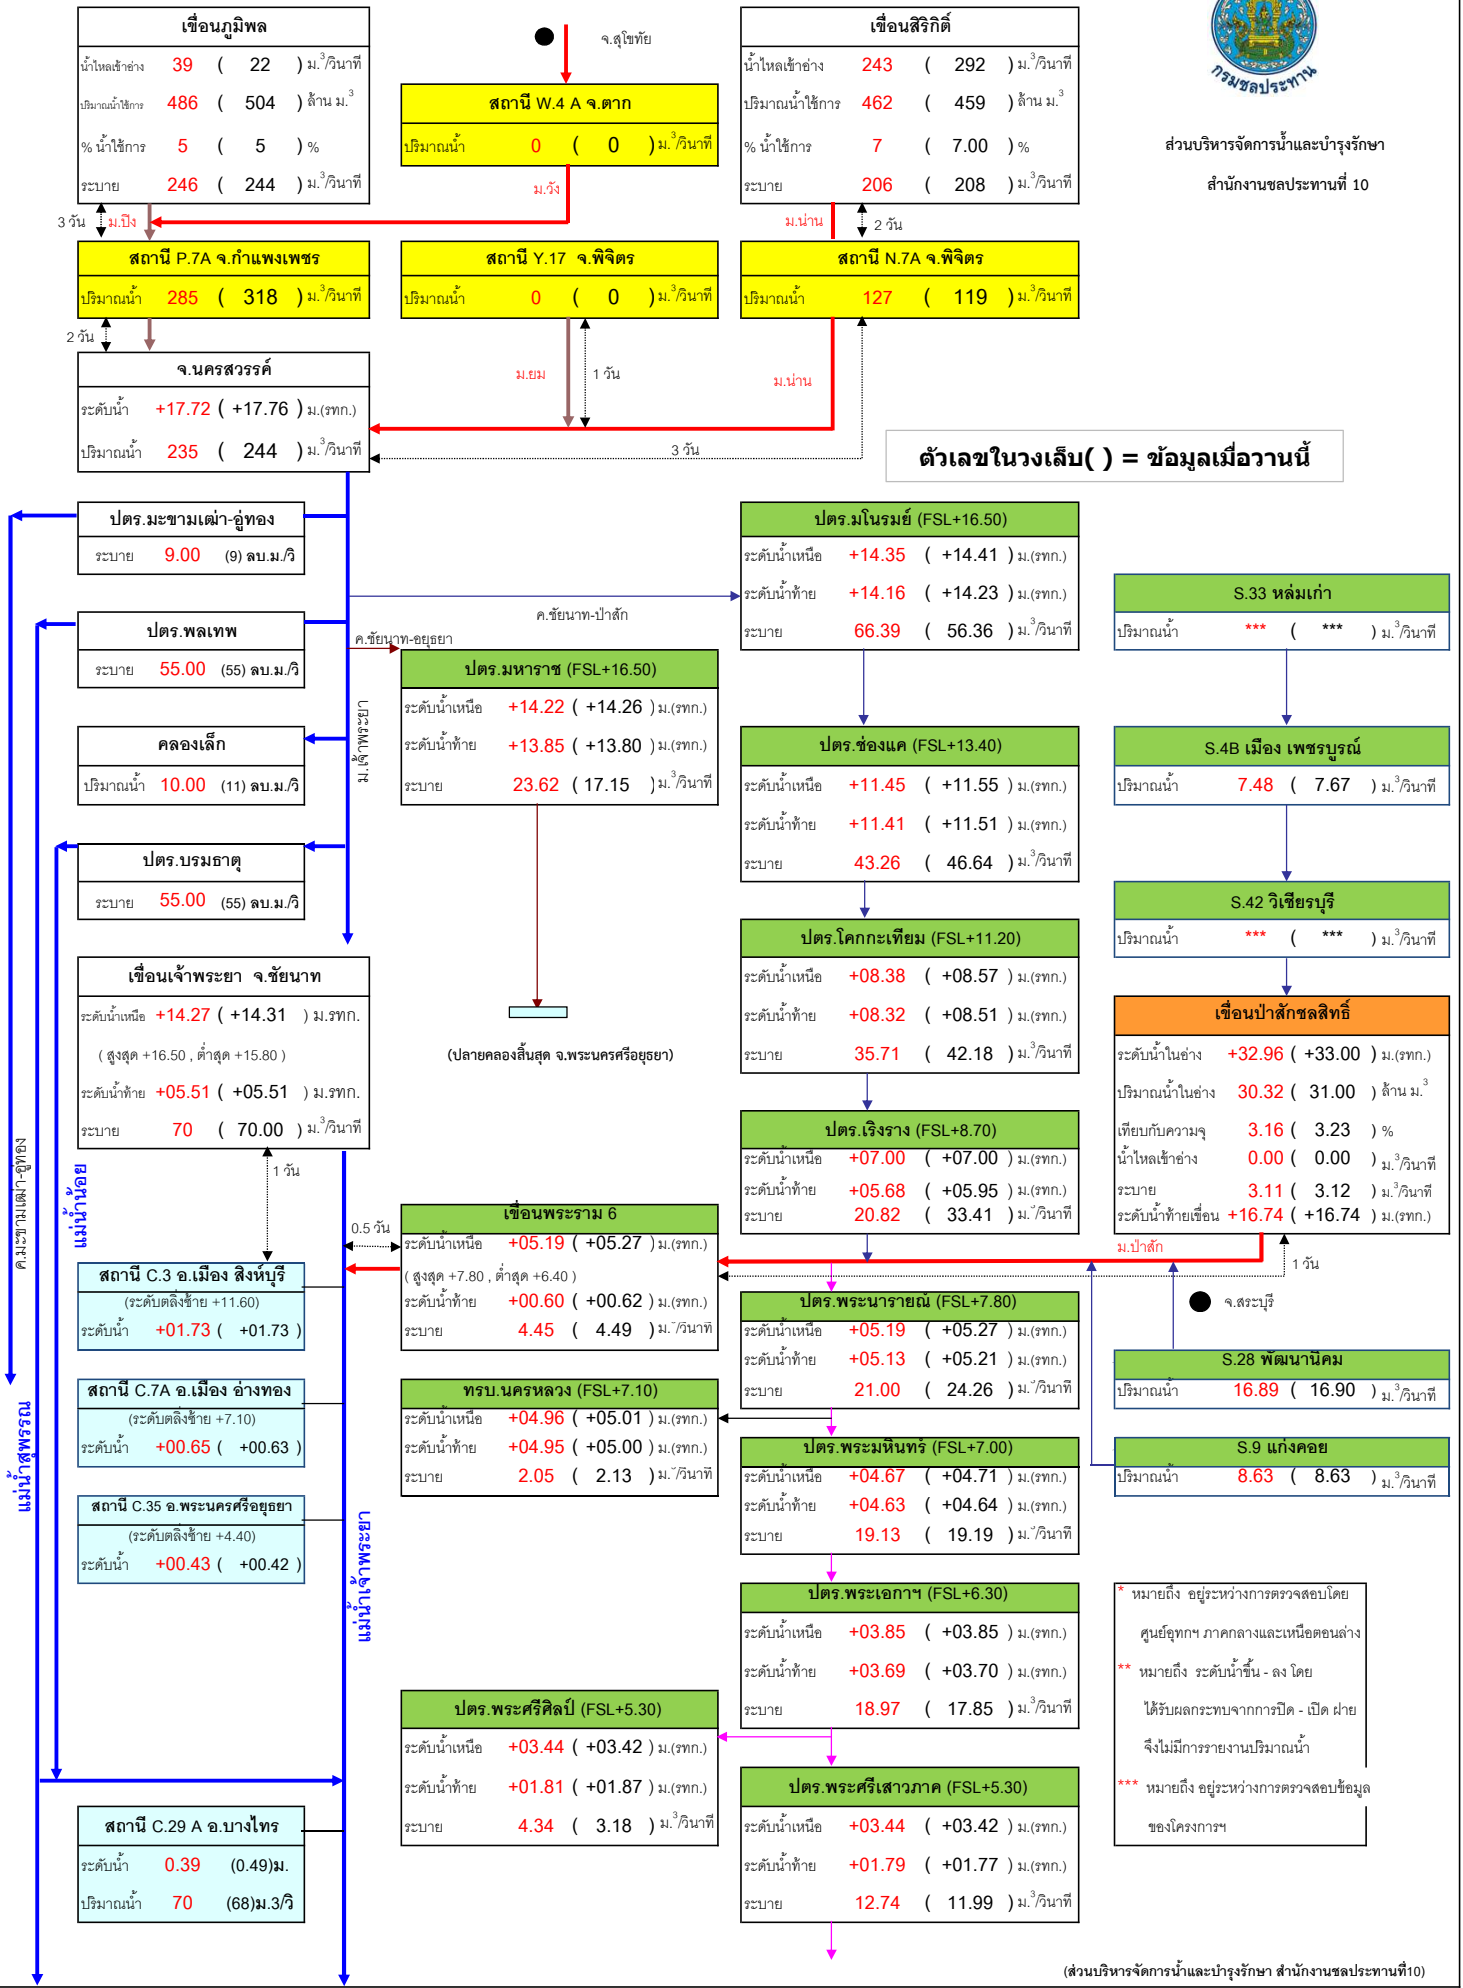 เขื่อนภูมิพล
น้ำไหลเข้าอ่าง 39 ( 22 ) ม.³/วินาที
ปริมาณน้ำใช้การ 486 ( 504 ) ล้าน ม.³
% น้ำใช้การ 5 ( 5 ) %
ระบาย 246 ( 244 ) ม.³/วินาที
จ.สุโขทัย
สถานี W.4 A จ.ตาก
ปริมาณน้ำ 0 ( 0 ) ม.³/วินาที
ม.วัง
เขื่อนสิริกิติ์
น้ำไหลเข้าอ่าง 243 ( 292 ) ม.³/วินาที
ปริมาณน้ำใช้การ 462 ( 459 ) ล้าน ม.³
% น้ำใช้การ 7 ( 7.00 ) %
ระบาย 206 ( 208 ) ม.³/วินาที
กรมชลประทาน
ส่วนบริหารจัดการน้ำและบำรุงรักษา
สำนักงานชลประทานที่ 10
3 วัน
ม.ปิง
ม.น่าน
2 วัน
สถานี P.7A จ.กำแพงเพชร
ปริมาณน้ำ 285 ( 318 ) ม.³/วินาที
สถานี Y.17 จ.พิจิตร
ปริมาณน้ำ 0 ( 0 ) ม.³/วินาที
สถานี N.7A จ.พิจิตร
ปริมาณน้ำ 127 ( 119 ) ม.³/วินาที
2 วัน
ม.ยม
1 วัน
ม.น่าน
3 วัน
จ.นครสวรรค์
ระดับน้ำ +17.72 ( +17.76 ) ม.(รทก.)
ปริมาณน้ำ 235 ( 244 ) ม.³/วินาที
ตัวเลขในวงเล็บ( ) = ข้อมูลเมื่อวานนี้
ปตร.มะขามเฒ่า-อู่ทอง
ระบาย 9.00 (9) ลบ.ม./วิ
ปตร.พลเทพ
ระบาย 55.00 (55) ลบ.ม./วิ
คลองเล็ก
ปริมาณน้ำ 10.00 (11) ลบ.ม./วิ
ปตร.บรมธาตุ
ระบาย 55.00 (55) ลบ.ม./วิ
ม.เจ้าพระยา
ค.ชัยนาท-ป่าสัก
ค.ชัยนาท-อยุธยา
ปตร.มหาราช (FSL+16.50)
ระดับน้ำเหนือ +14.22 ( +14.26 ) ม.(รทก.)
ระดับน้ำท้าย +13.85 ( +13.80 ) ม.(รทก.)
ระบาย 23.62 ( 17.15 ) ม.³/วินาที
(ปลายคลองสิ้นสุด จ.พระนครศรีอยุธยา)
ปตร.มโนรมย์ (FSL+16.50)
ระดับน้ำเหนือ +14.35 ( +14.41 ) ม.(รทก.)
ระดับน้ำท้าย +14.16 ( +14.23 ) ม.(รทก.)
ระบาย 66.39 ( 56.36 ) ม.³/วินาที
ปตร.ช่องแค (FSL+13.40)
ระดับน้ำเหนือ +11.45 ( +11.55 ) ม.(รทก.)
ระดับน้ำท้าย +11.41 ( +11.51 ) ม.(รทก.)
ระบาย 43.26 ( 46.64 ) ม.³/วินาที
ปตร.โคกกะเทียม (FSL+11.20)
ระดับน้ำเหนือ +08.38 ( +08.57 ) ม.(รทก.)
ระดับน้ำท้าย +08.32 ( +08.51 ) ม.(รทก.)
ระบาย 35.71 ( 42.18 ) ม.³/วินาที
ปตร.เริงราง (FSL+8.70)
ระดับน้ำเหนือ +07.00 ( +07.00 ) ม.(รทก.)
ระดับน้ำท้าย +05.68 ( +05.95 ) ม.(รทก.)
ระบาย 20.82 ( 33.41 ) ม.³/วินาที
S.33 หล่มเก่า
ปริมาณน้ำ *** ( *** ) ม.³/วินาที
S.4B เมือง เพชรบูรณ์
ปริมาณน้ำ 7.48 ( 7.67 ) ม.³/วินาที
S.42 วิเชียรบุรี
ปริมาณน้ำ *** ( *** ) ม.³/วินาที
เขื่อนป่าสักชลสิทธิ์
ระดับน้ำในอ่าง +32.96 ( +33.00 ) ม.(รทก.)
ปริมาณน้ำในอ่าง 30.32 ( 31.00 ) ล้าน ม.³
เทียบกับความจุ 3.16 ( 3.23 ) %
น้ำไหลเข้าอ่าง 0.00 ( 0.00 ) ม.³/วินาที
ระบาย 3.11 ( 3.12 ) ม.³/วินาที
ระดับน้ำท้ายเขื่อน +16.74 ( +16.74 ) ม.(รทก.)
ม.ป่าสัก
1 วัน
จ.สระบุรี
เขื่อนเจ้าพระยา จ.ชัยนาท
ระดับน้ำเหนือ +14.27 ( +14.31 ) ม.รทก.
( สูงสุด +16.50 , ต่ำสุด +15.80 )
ระดับน้ำท้าย +05.51 ( +05.51 ) ม.รทก.
ระบาย 70 ( 70.00 ) ม.³/วินาที
1 วัน
0.5 วัน
ค.มะขามเฒ่า-อู่ทอง
แม่น้ำน้อย
แม่น้ำสุพรรณ
แม่น้ำเจ้าพระยา
เขื่อนพระราม 6
ระดับน้ำเหนือ +05.19 ( +05.27 ) ม.(รทก.)
( สูงสุด +7.80 , ต่ำสุด +6.40 )
ระดับน้ำท้าย +00.60 ( +00.62 ) ม.(รทก.)
ระบาย 4.45 ( 4.49 ) ม.³/วินาที
สถานี C.3 อ.เมือง สิงห์บุรี
(ระดับตลิ่งซ้าย +11.60)
ระดับน้ำ +01.73 ( +01.73 )
สถานี C.7A อ.เมือง อ่างทอง
(ระดับตลิ่งซ้าย +7.10)
ระดับน้ำ +00.65 ( +00.63 )
สถานี C.35 อ.พระนครศรีอยุธยา
(ระดับตลิ่งซ้าย +4.40)
ระดับน้ำ +00.43 ( +00.42 )
ทรบ.นครหลวง (FSL+7.10)
ระดับน้ำเหนือ +04.96 ( +05.01 ) ม.(รทก.)
ระดับน้ำท้าย +04.95 ( +05.00 ) ม.(รทก.)
ระบาย 2.05 ( 2.13 ) ม.³/วินาที
ปตร.พระนารายณ์ (FSL+7.80)
ระดับน้ำเหนือ +05.19 ( +05.27 ) ม.(รทก.)
ระดับน้ำท้าย +05.13 ( +05.21 ) ม.(รทก.)
ระบาย 21.00 ( 24.26 ) ม.³/วินาที
ปตร.พระมหินทร์ (FSL+7.00)
ระดับน้ำเหนือ +04.67 ( +04.71 ) ม.(รทก.)
ระดับน้ำท้าย +04.63 ( +04.64 ) ม.(รทก.)
ระบาย 19.13 ( 19.19 ) ม.³/วินาที
S.28 พัฒนานิคม
ปริมาณน้ำ 16.89 ( 16.90 ) ม.³/วินาที
S.9 แก่งคอย
ปริมาณน้ำ 8.63 ( 8.63 ) ม.³/วินาที
ปตร.พระเอกาฯ (FSL+6.30)
ระดับน้ำเหนือ +03.85 ( +03.85 ) ม.(รทก.)
ระดับน้ำท้าย +03.69 ( +03.70 ) ม.(รทก.)
ระบาย 18.97 ( 17.85 ) ม.³/วินาที
ปตร.พระศรีศิลป์ (FSL+5.30)
ระดับน้ำเหนือ +03.44 ( +03.42 ) ม.(รทก.)
ระดับน้ำท้าย +01.81 ( +01.87 ) ม.(รทก.)
ระบาย 4.34 ( 3.18 ) ม.³/วินาที
ปตร.พระศรีเสาวภาค (FSL+5.30)
ระดับน้ำเหนือ +03.44 ( +03.42 ) ม.(รทก.)
ระดับน้ำท้าย +01.79 ( +01.77 ) ม.(รทก.)
ระบาย 12.74 ( 11.99 ) ม.³/วินาที
* หมายถึง อยู่ระหว่างการตรวจสอบโดย
ศูนย์อุทกฯ ภาคกลางและเหนือตอนล่าง
** หมายถึง ระดับน้ำขึ้น - ลง โดย
ได้รับผลกระทบจากการปิด - เปิด ฝาย
จึงไม่มีการรายงานปริมาณน้ำ
*** หมายถึง อยู่ระหว่างการตรวจสอบข้อมูล
ของโครงการฯ
สถานี C.29 A อ.บางไทร
ระดับน้ำ 0.39 (0.49)ม.
ปริมาณน้ำ 70 (68)ม.3/วิ
(ส่วนบริหารจัดการน้ำและบำรุงรักษา สำนักงานชลประทานที่10)